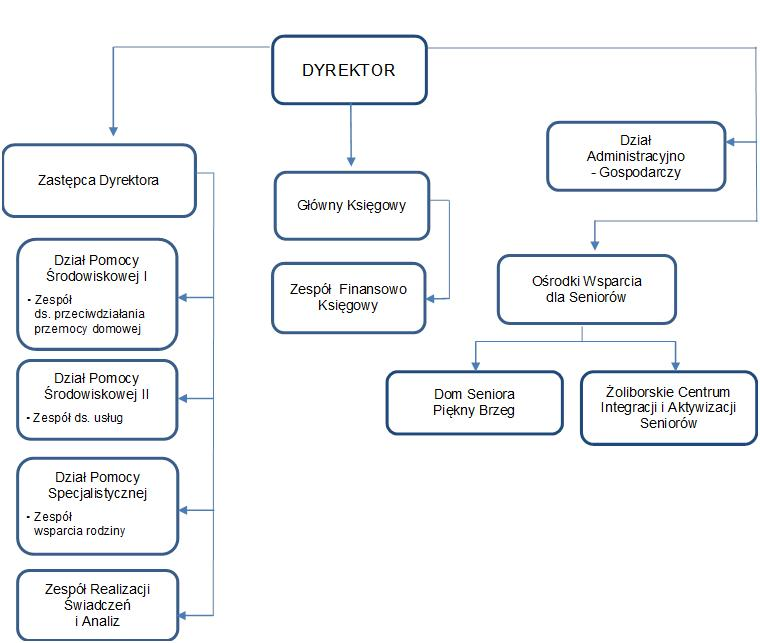 DYREKTOR
Zastępca Dyrektora
Dział Pomocy
Środowiskowej I
- Zespół
ds. przeciwdziałania
przemocy domowej
Dział Pomocy
Środowiskowej II
- Zespół ds. usług
Dział Pomocy
Specjalistycznej
- Zespół
wsparcia rodziny
Zespół Realizacji
Świadczeń
i Analiz
Główny Księgowy
Zespół Finansowo
Księgowy
Dział
Administracyjno
- Gospodarczy
Ośrodki Wsparcia
dla Seniorów
Dom Seniora
Piękny Brzeg
Żoliborskie Centrum
Integracji i Aktywizacji
Seniorów